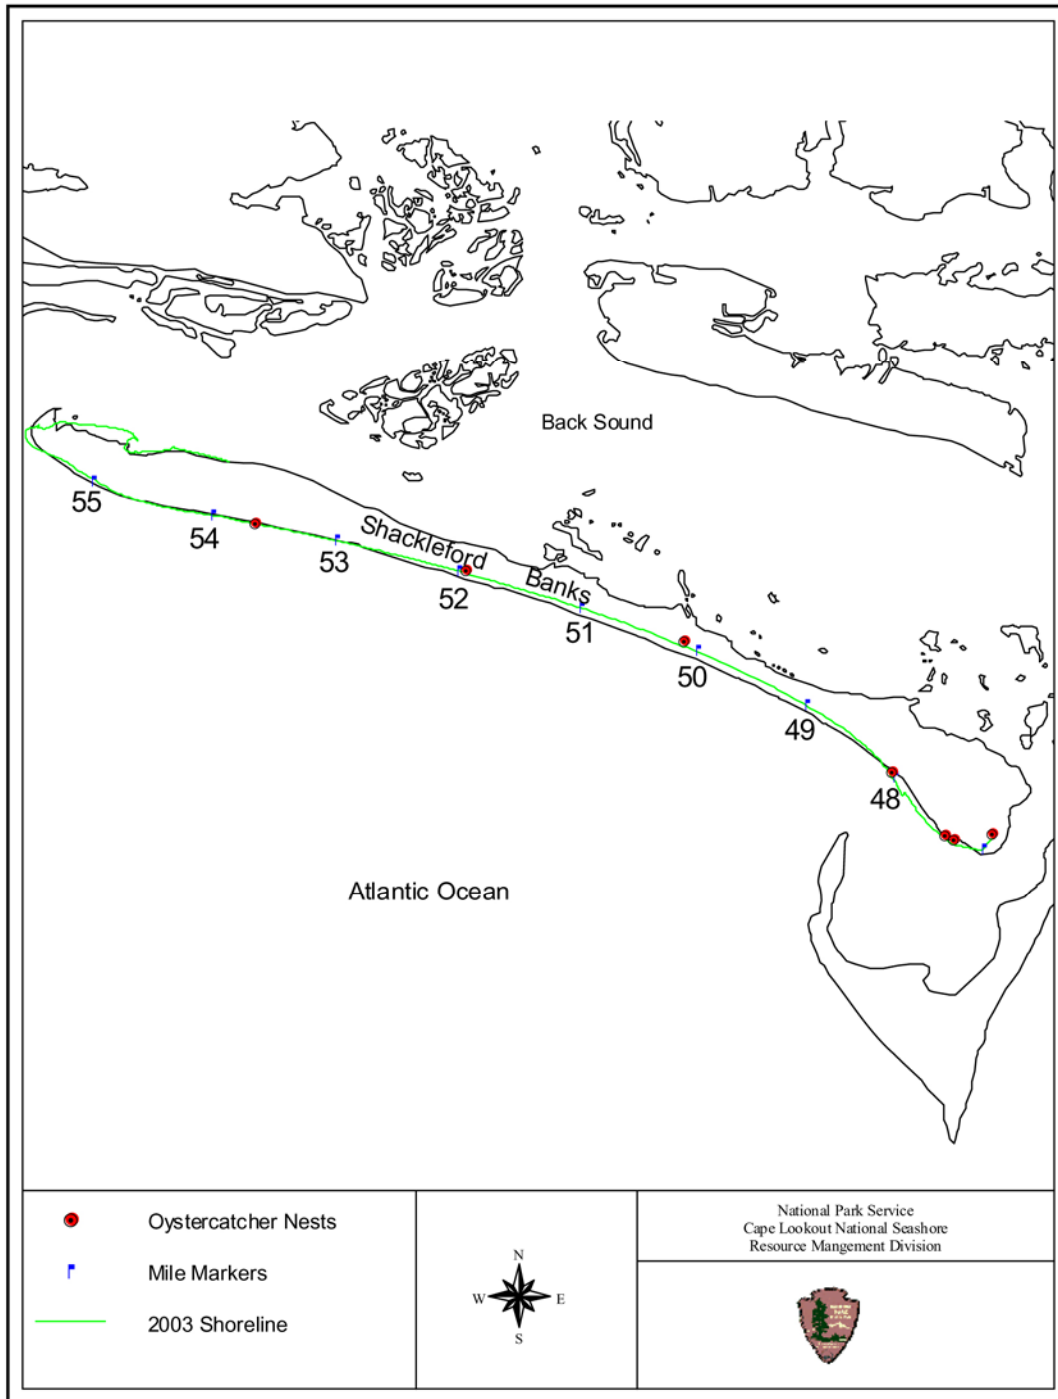 Back Sound
Shackleford Banks
55
54
53
52
51
50
49
48
Atlantic Ocean
Oystercatcher Nests
Mile Markers
2003 Shoreline
N
W E
S
National Park Service
Cape Lookout National Seashore
Resource Mangement Division